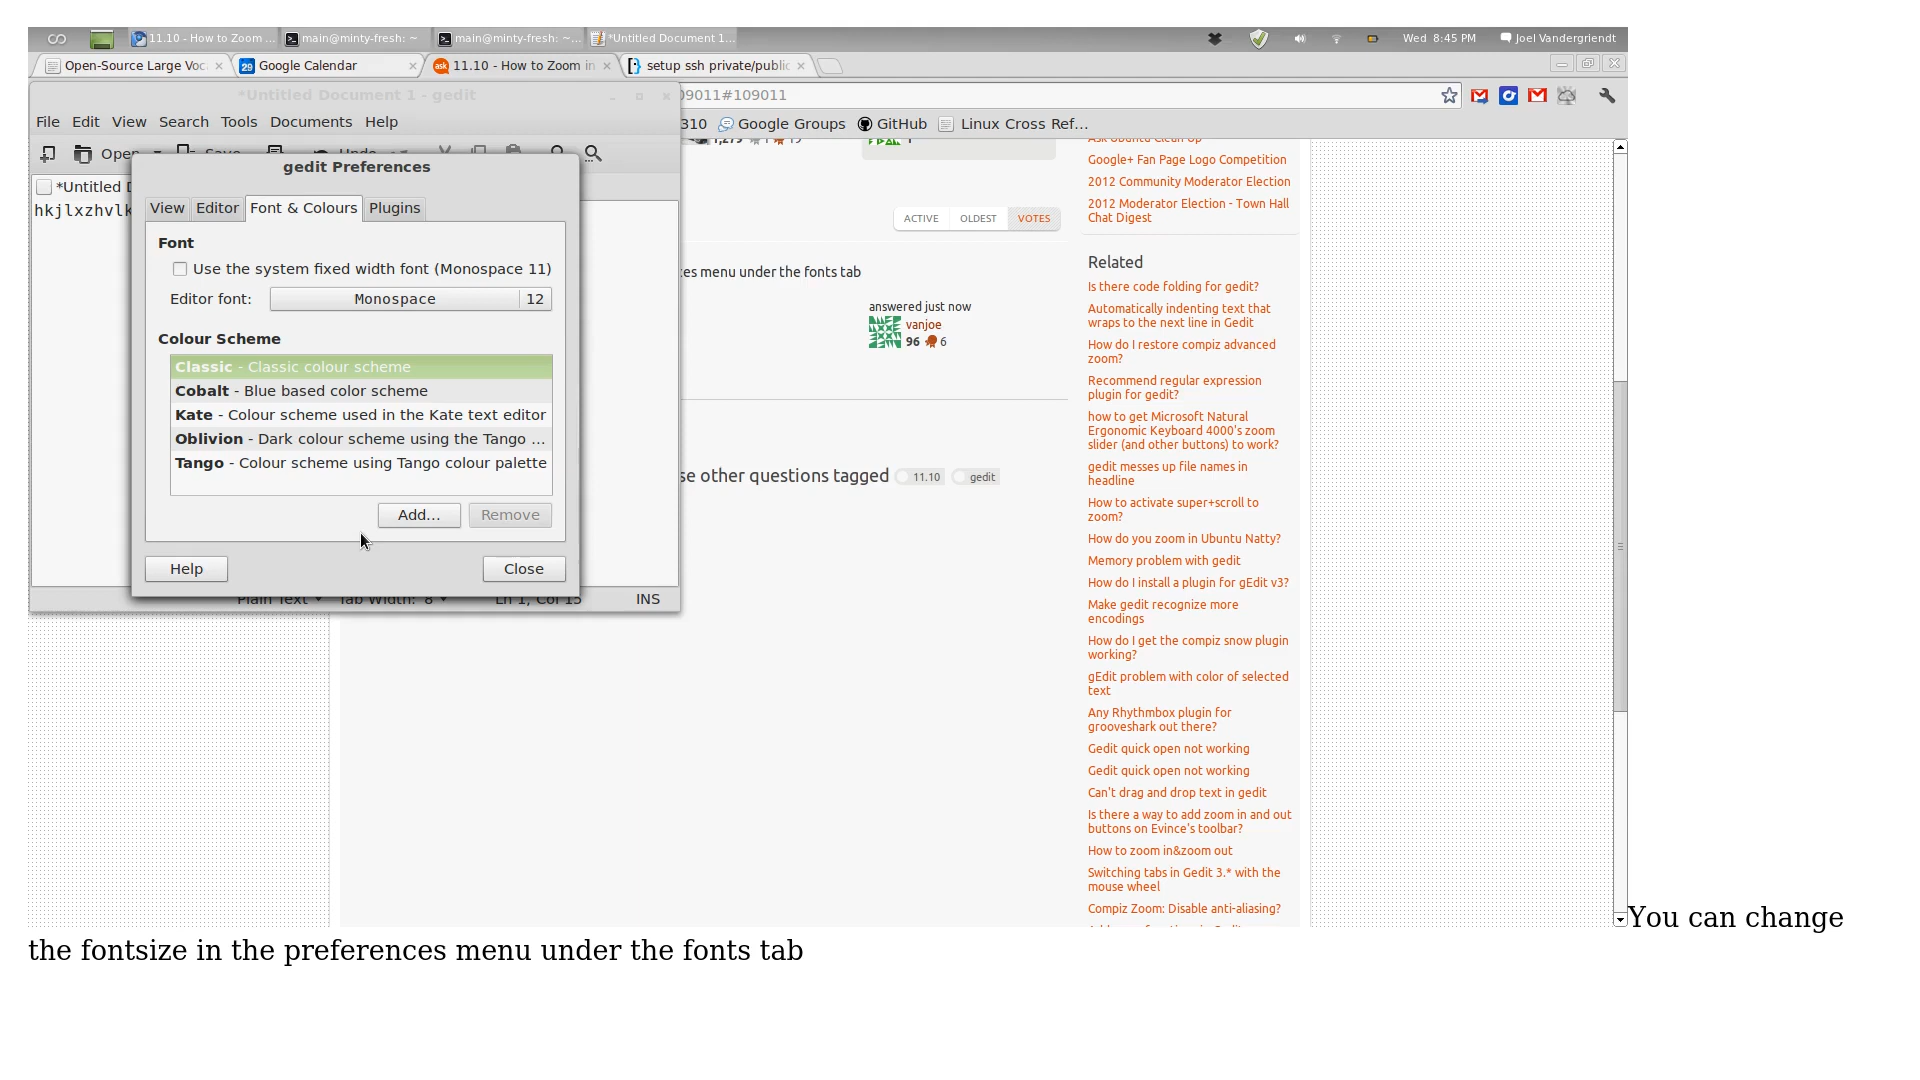 11.10 - How to Zoom ...
main@minty-fresh: ~
main@minty-fresh: ~...
*Untitled Document 1...
Wed 8:45 PM
Joel Vandergriendt
Open-Source Large Voc
29
Google Calendar
ask
11.10 - How to Zoom in
setup ssh private/public
*Untitled Document 1 - gedit
09011#109011
File Edit View Search Tools Documents Help
310
Google Groups
GitHub
Linux Cross Ref...
Open
Save
Undo
*Untitled D
hkjlxzhvlk
gedit Preferences
View
Editor
Font & Colours
Plugins
Font
Use the system fixed width font (Monospace 11)
Editor font:
Monospace
12
Colour Scheme
Classic - Classic colour scheme
Cobalt - Blue based color scheme
Kate - Colour scheme used in the Kate text editor
Oblivion - Dark colour scheme using the Tango ...
Tango - Colour scheme using Tango colour palette
Add...
Remove
Help
Close
Plain Text
Tab Width: 8
Ln 1, Col 15
INS
ACTIVE
OLDEST
VOTES
es menu under the fonts tab
answered just now
vanjoe
96
6
se other questions tagged
11.10
gedit
Ask Ubuntu Clean Up
Google+ Fan Page Logo Competition
2012 Community Moderator Election
2012 Moderator Election - Town Hall
Chat Digest
Related
Is there code folding for gedit?
Automatically indenting text that
wraps to the next line in Gedit
How do I restore compiz advanced
zoom?
Recommend regular expression
plugin for gedit?
how to get Microsoft Natural
Ergonomic Keyboard 4000's zoom
slider (and other buttons) to work?
gedit messes up file names in
headline
How to activate super+scroll to
zoom?
How do you zoom in Ubuntu Natty?
Memory problem with gedit
How do I install a plugin for gEdit v3?
Make gedit recognize more
encodings
How do I get the compiz snow plugin
working?
gEdit problem with color of selected
text
Any Rhythmbox plugin for
grooveshark out there?
Gedit quick open not working
Gedit quick open not working
Can't drag and drop text in gedit
Is there a way to add zoom in and out
buttons on Evince's toolbar?
How to zoom in&zoom out
Switching tabs in Gedit 3.* with the
mouse wheel
Compiz Zoom: Disable anti-aliasing?
You can change
the fontsize in the preferences menu under the fonts tab